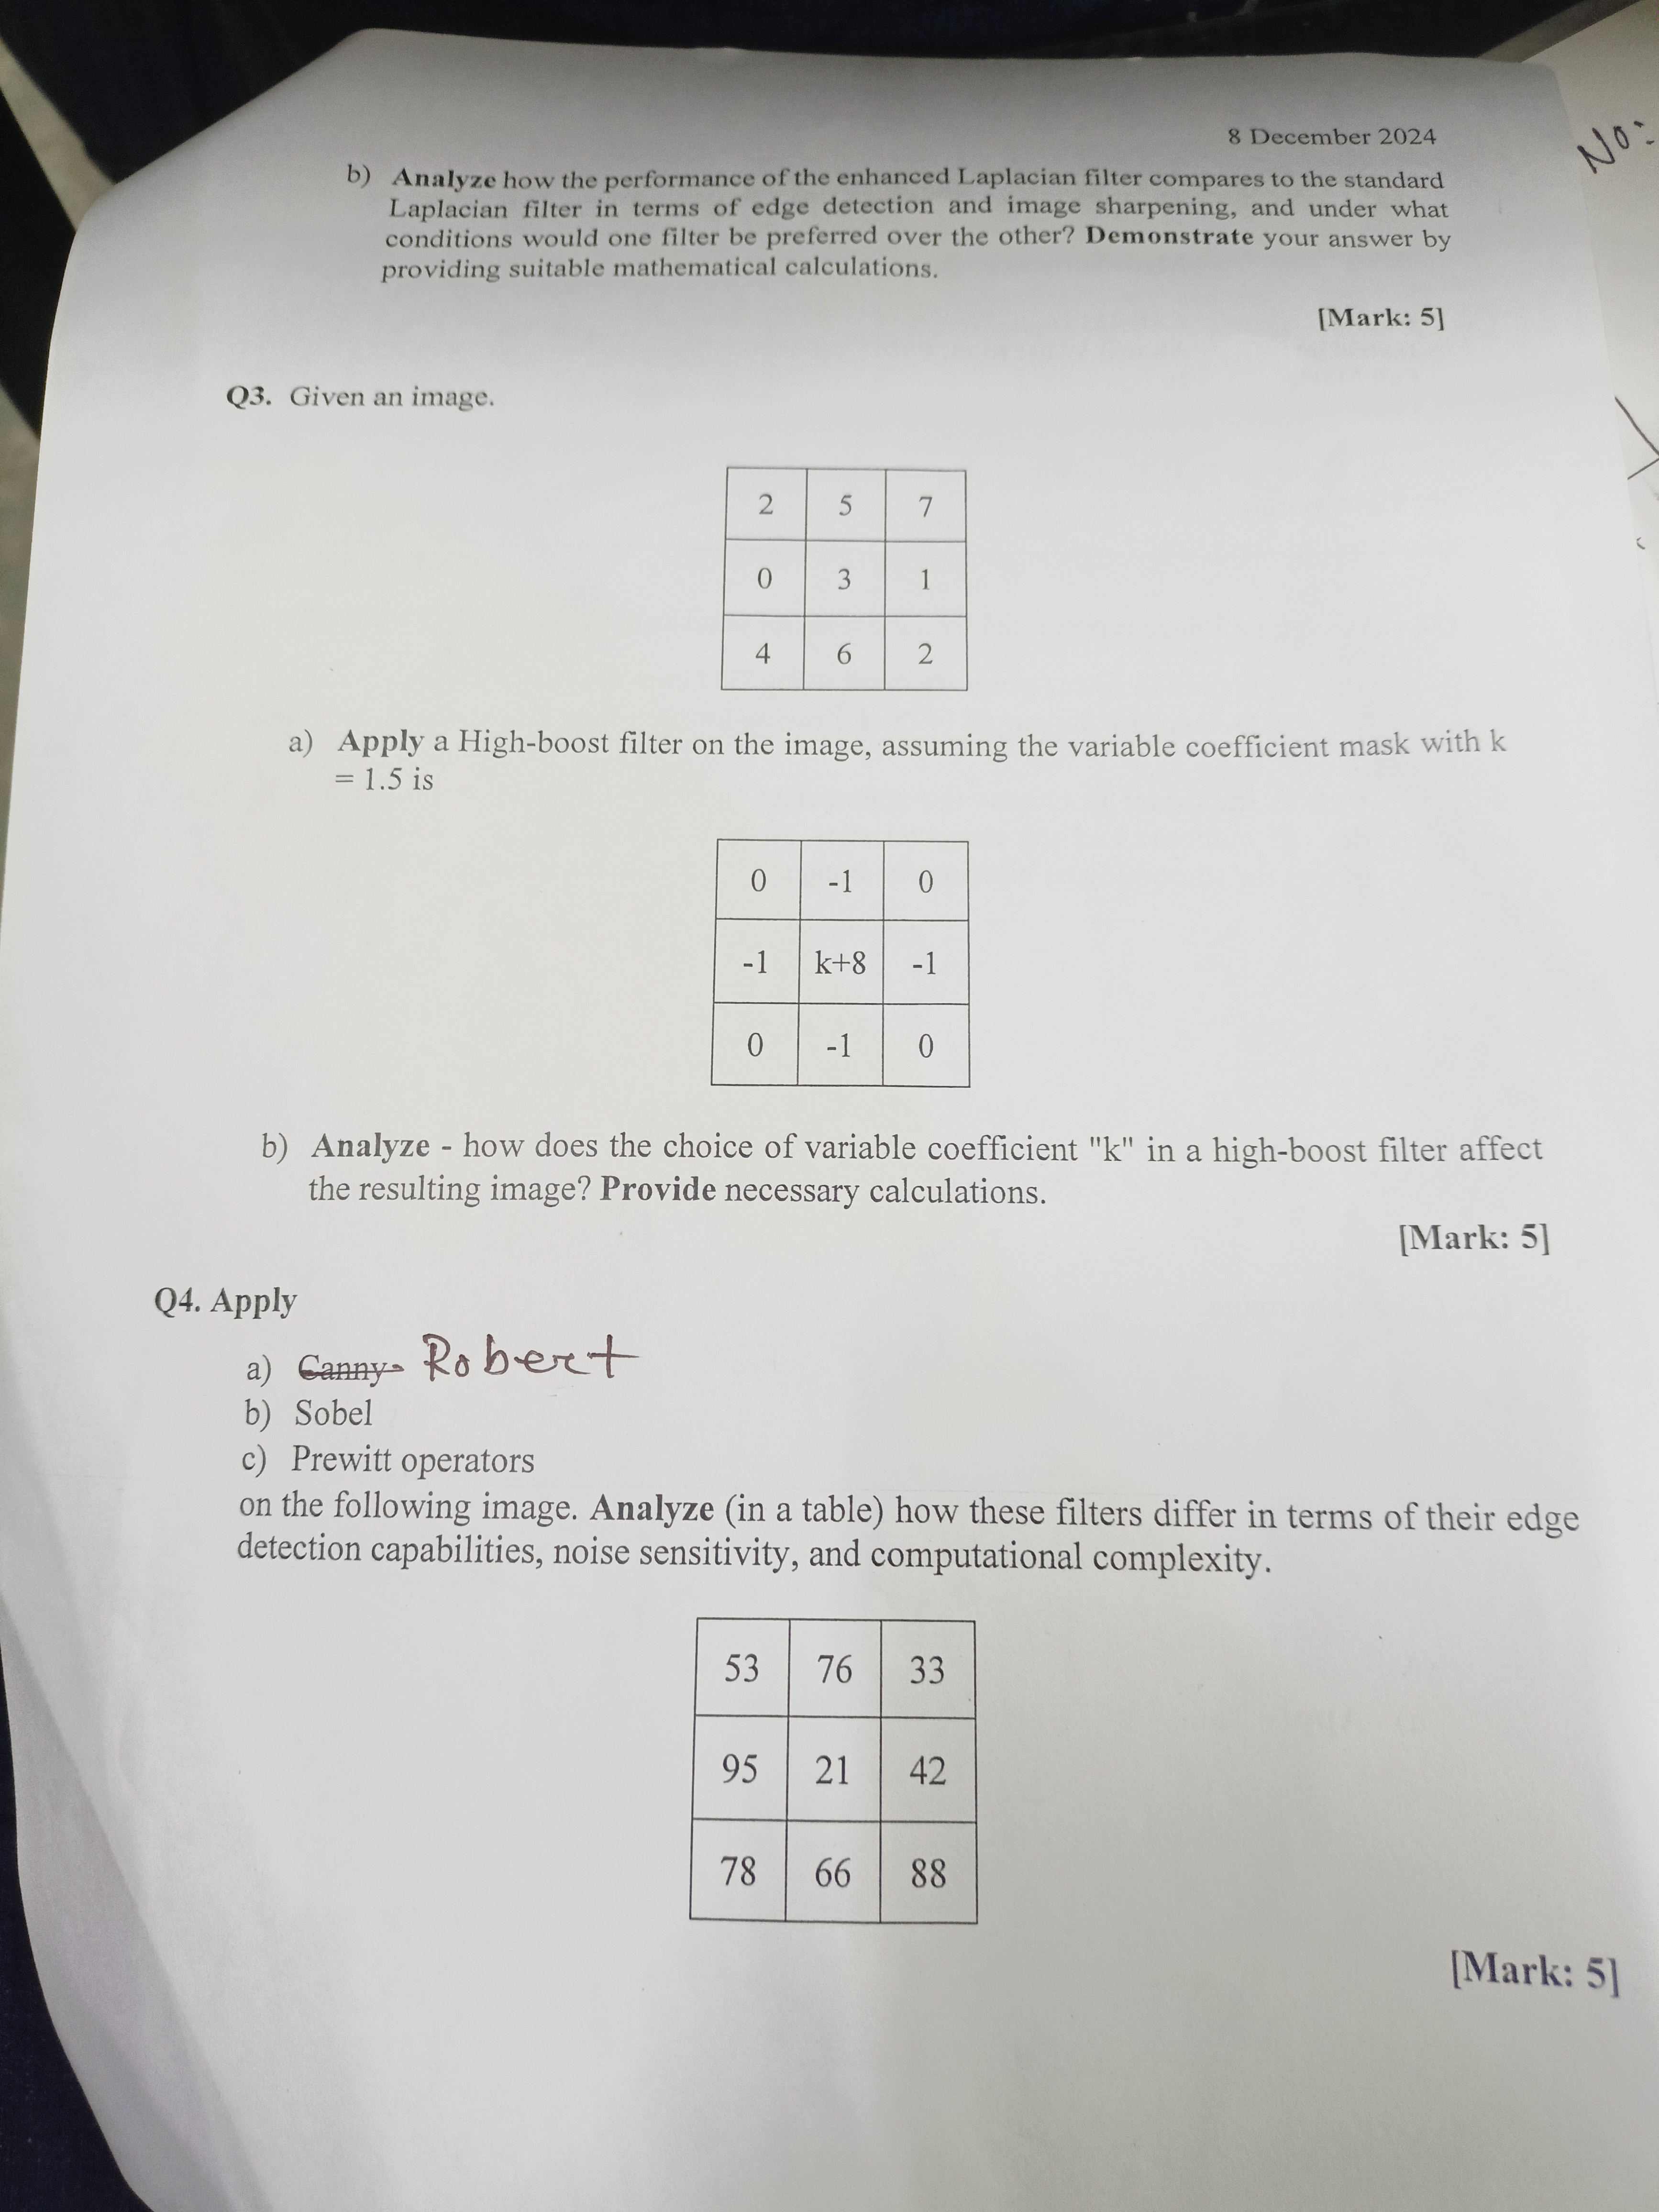 8 December 2024
No:
b) Analyze how the performance of the enhanced Laplacian filter compares to the standard
Laplacian filter in terms of edge detection and image sharpening, and under what
conditions would one filter be preferred over the other? Demonstrate your answer by
providing suitable mathematical calculations.
[Mark: 5]
Q3. Given an image.
2 5 7
0 3 1
4 6 2
a) Apply a High-boost filter on the image, assuming the variable coefficient mask with k
= 1.5 is
0 -1 0
-1 k+8 -1
0 -1 0
b) Analyze - how does the choice of variable coefficient "k" in a high-boost filter affect
the resulting image? Provide necessary calculations.
[Mark: 5]
Q4. Apply
a) Canny Robert
b) Sobel
c) Prewitt operators
on the following image. Analyze (in a table) how these filters differ in terms of their edge
detection capabilities, noise sensitivity, and computational complexity.
53 76 33
95 21 42
78 66 88
[Mark: 5]